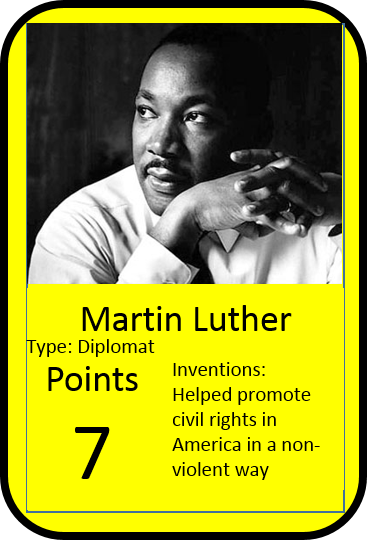 Martin Luther
Type: Diplomat
Points
7
Inventions:
Helped promote
civil rights in
America in a non-
violent way